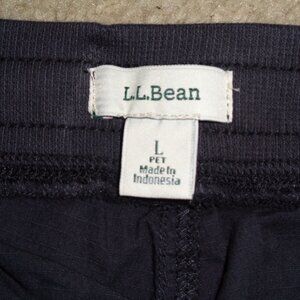 L.L.Bean
L
PET
Made in
Indonesia